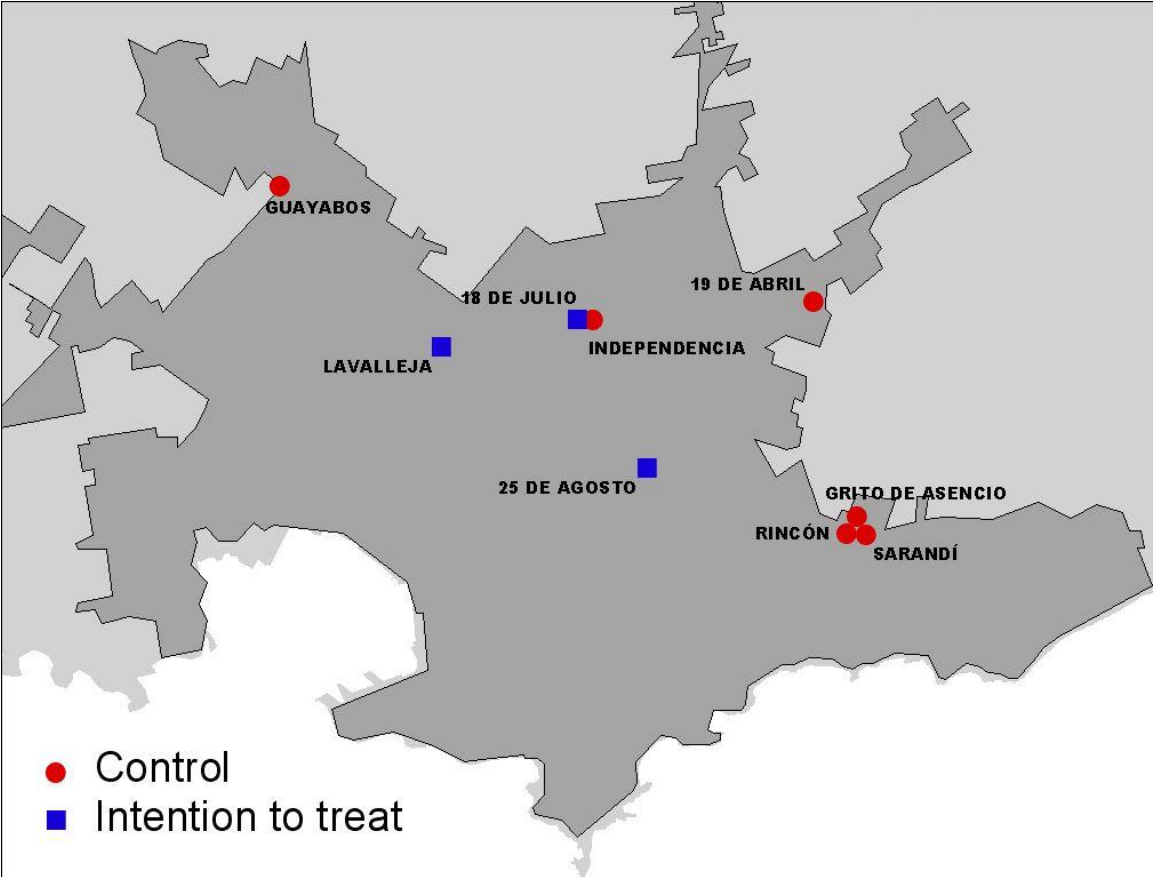 GUAYABOS
19 DE ABRIL
18 DE JULIO
INDEPENDENCIA
LAVALLEJA
25 DE AGOSTO
GRITO DE ASENCIO
RINCÓN
SARANDÍ
Control
Intention to treat